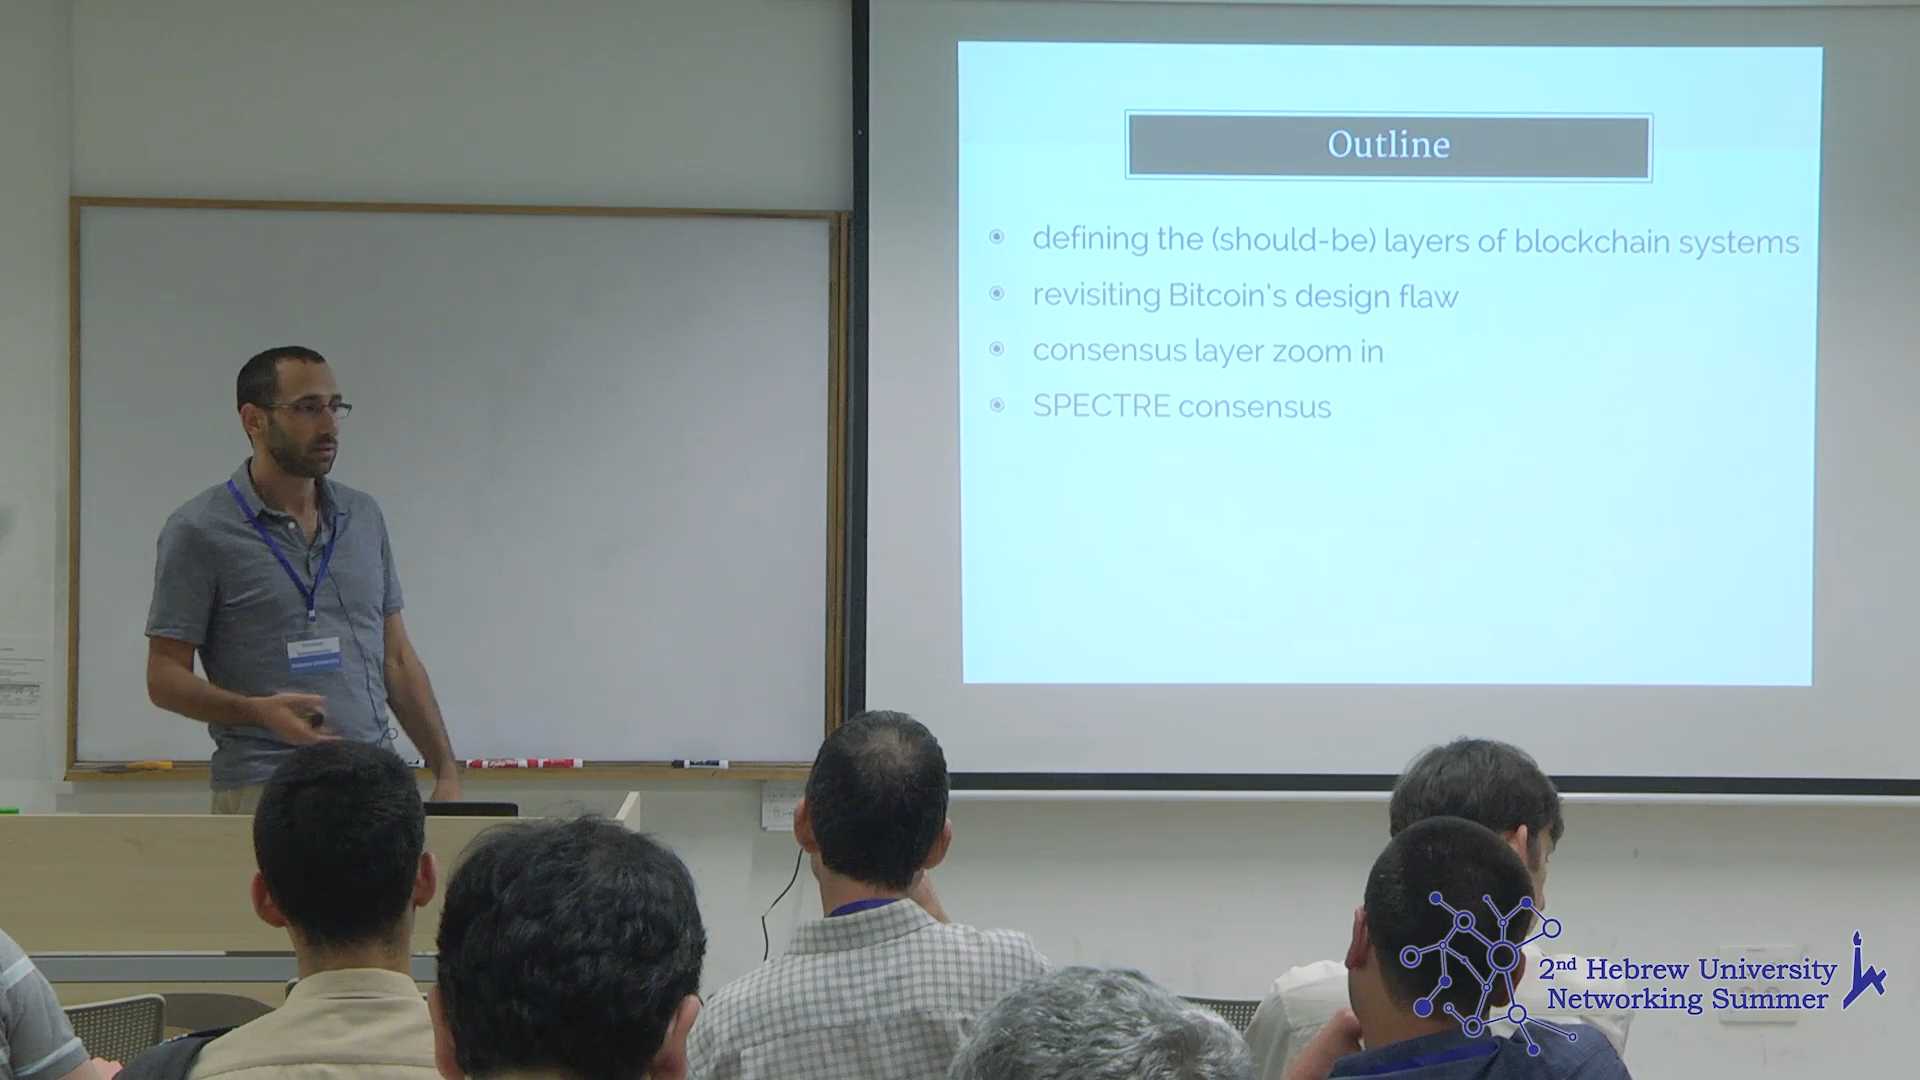 Outline
defining the (should-be) layers of blockchain systems
revisiting Bitcoin's design flaw
consensus layer zoom in
SPECTRE consensus
2nd Hebrew University
Networking Summer